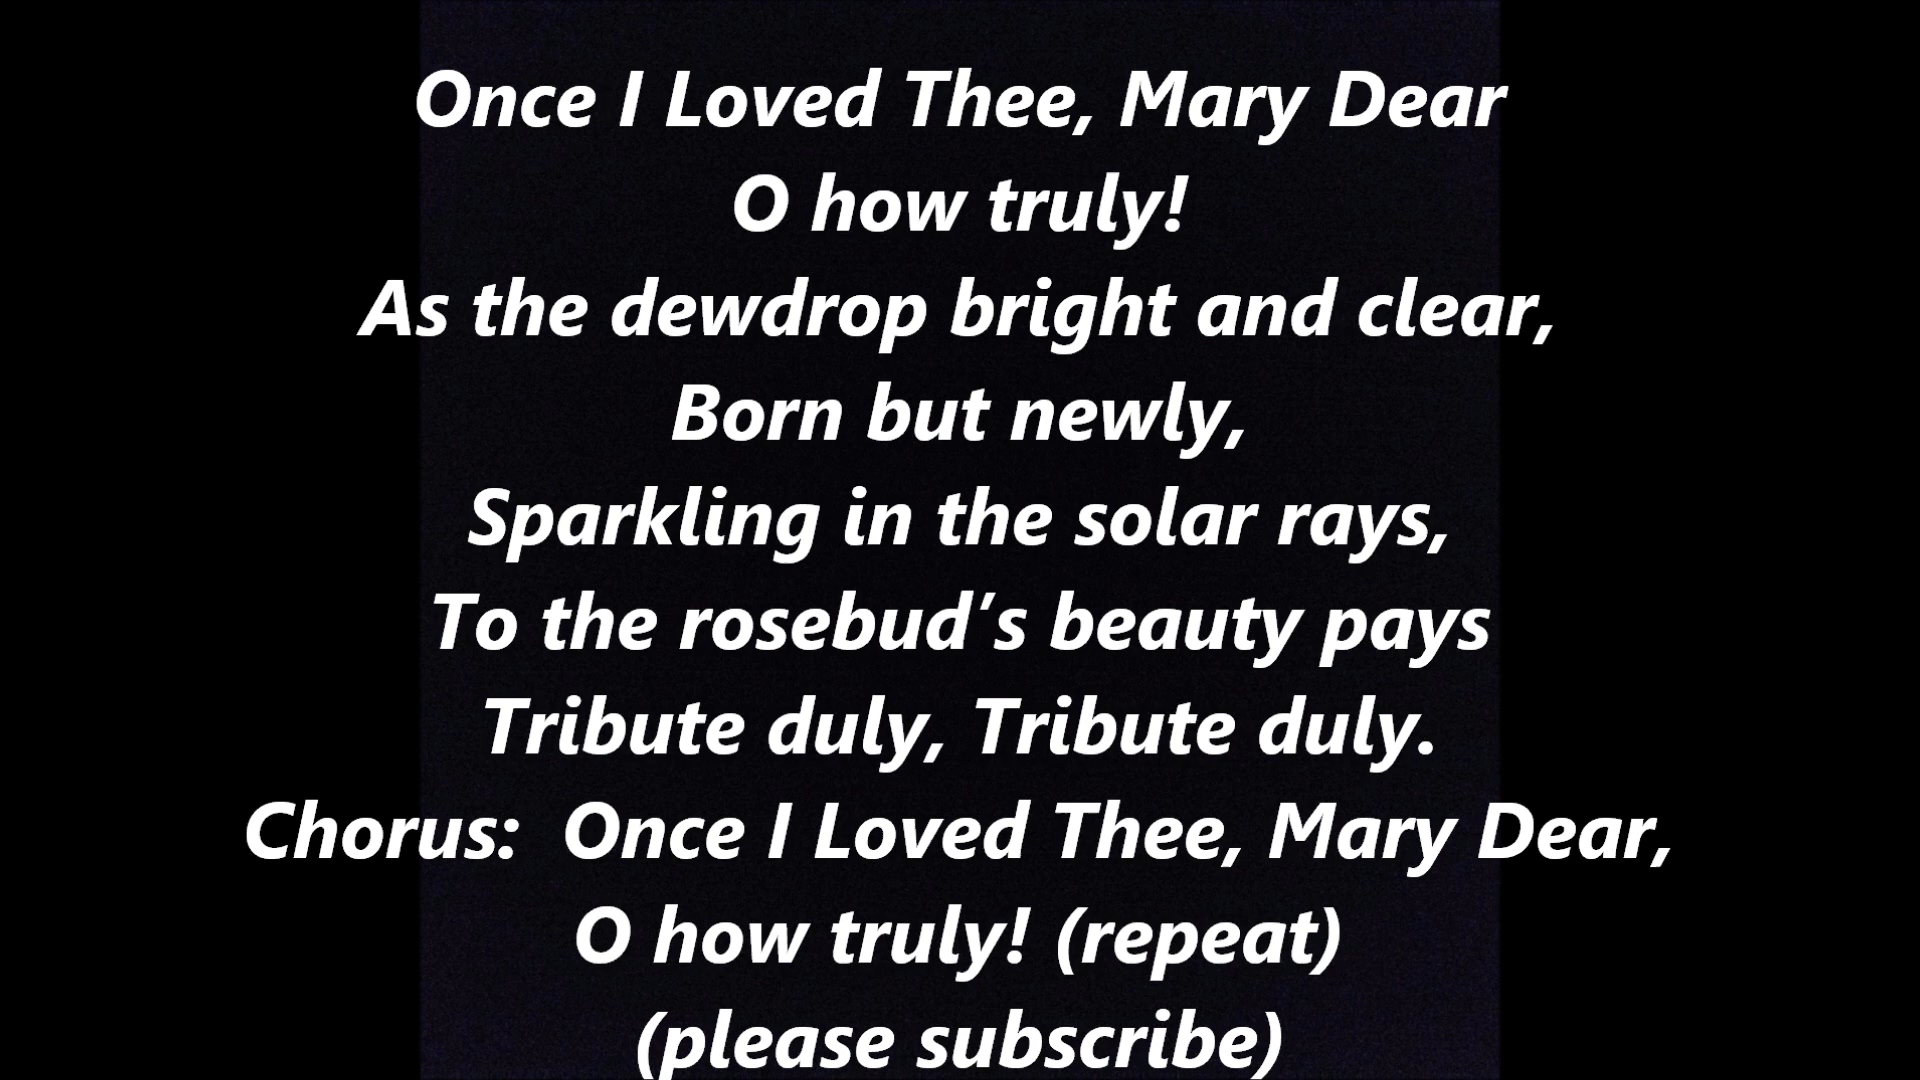 Once I Loved Thee, Mary Dear
O how truly!
As the dewdrop bright and clear,
Born but newly,
Sparkling in the solar rays,
To the rosebud’s beauty pays
Tribute duly, Tribute duly.
Chorus:  Once I Loved Thee, Mary Dear,
O how truly! (repeat)
(please subscribe)